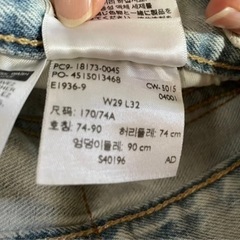 PC9-18173-0045
PO- 4515013468
E1936-9
CW-1015
04001
W29 L32
尺码: 170/74A
호칭: 74-90 허리둘레: 74 cm
엉덩이둘레: 90 cm
S40196 AD